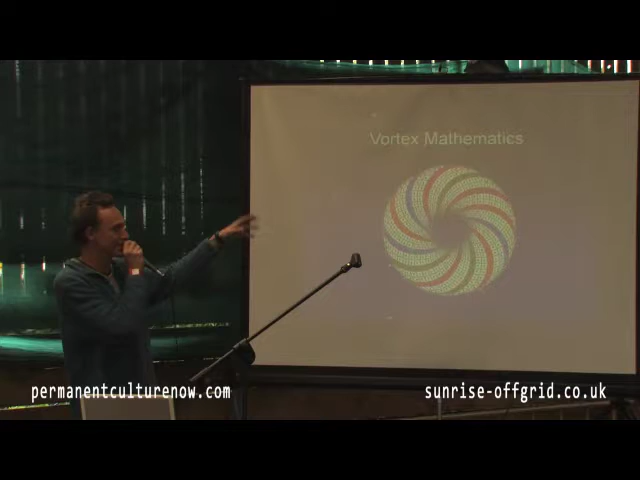 Vortex Mathematics
permanentculturenow.com
sunrise-offgrid.co.uk